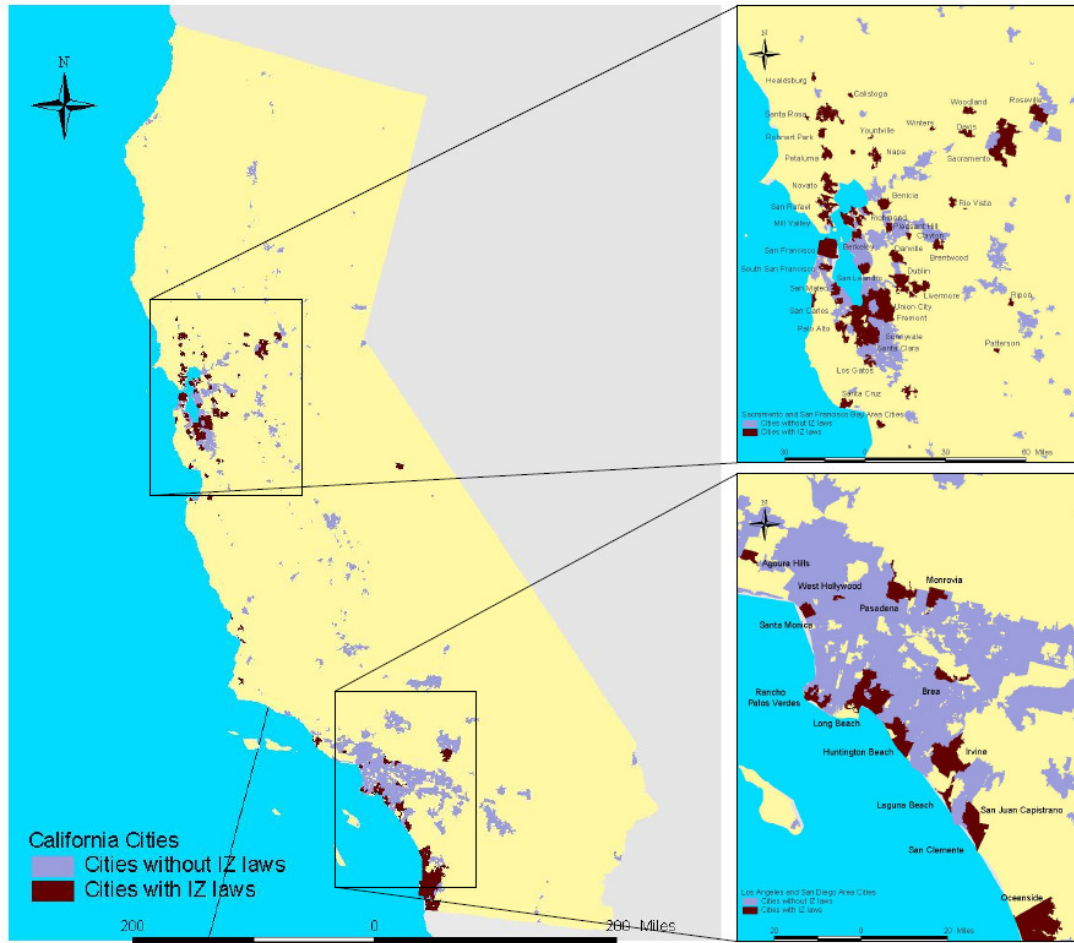 N
California Cities
Cities without IZ laws
Cities with IZ laws
200 0 200 Miles
N
Healdsburg
Calistoga
Santa Rosa
Woodland
Roseville
Winters
Davis
Rohnert Park
Yountville
Petaluma
Napa
Sacramento
Novato
Benicia
San Rafael
Rio Vista
Richmond
Mill Valley
Pleasant Hill
Clayton
San Francisco
Berkeley
Danville
Brentwood
South San Francisco
San Leandro
Dublin
San Mateo
Livermore
Ripon
San Carlos
Union City
Fremont
Palo Alto
Sunnyvale
Santa Clara
Patterson
Los Gatos
Santa Cruz
Sacramento and San Francisco Bay Area Cities
Cities without IZ laws
Cities with IZ laws
30 0 30 60 Miles
N
Agoura Hills
West Hollywood
Monrovia
Pasadena
Santa Monica
Rancho
Palos Verdes
Brea
Long Beach
Huntington Beach
Irvine
Laguna Beach
San Juan Capistrano
San Clemente
Oceanside
Los Angeles and San Diego Area Cities
Cities without IZ laws
Cities with IZ laws
20 0 20 Miles